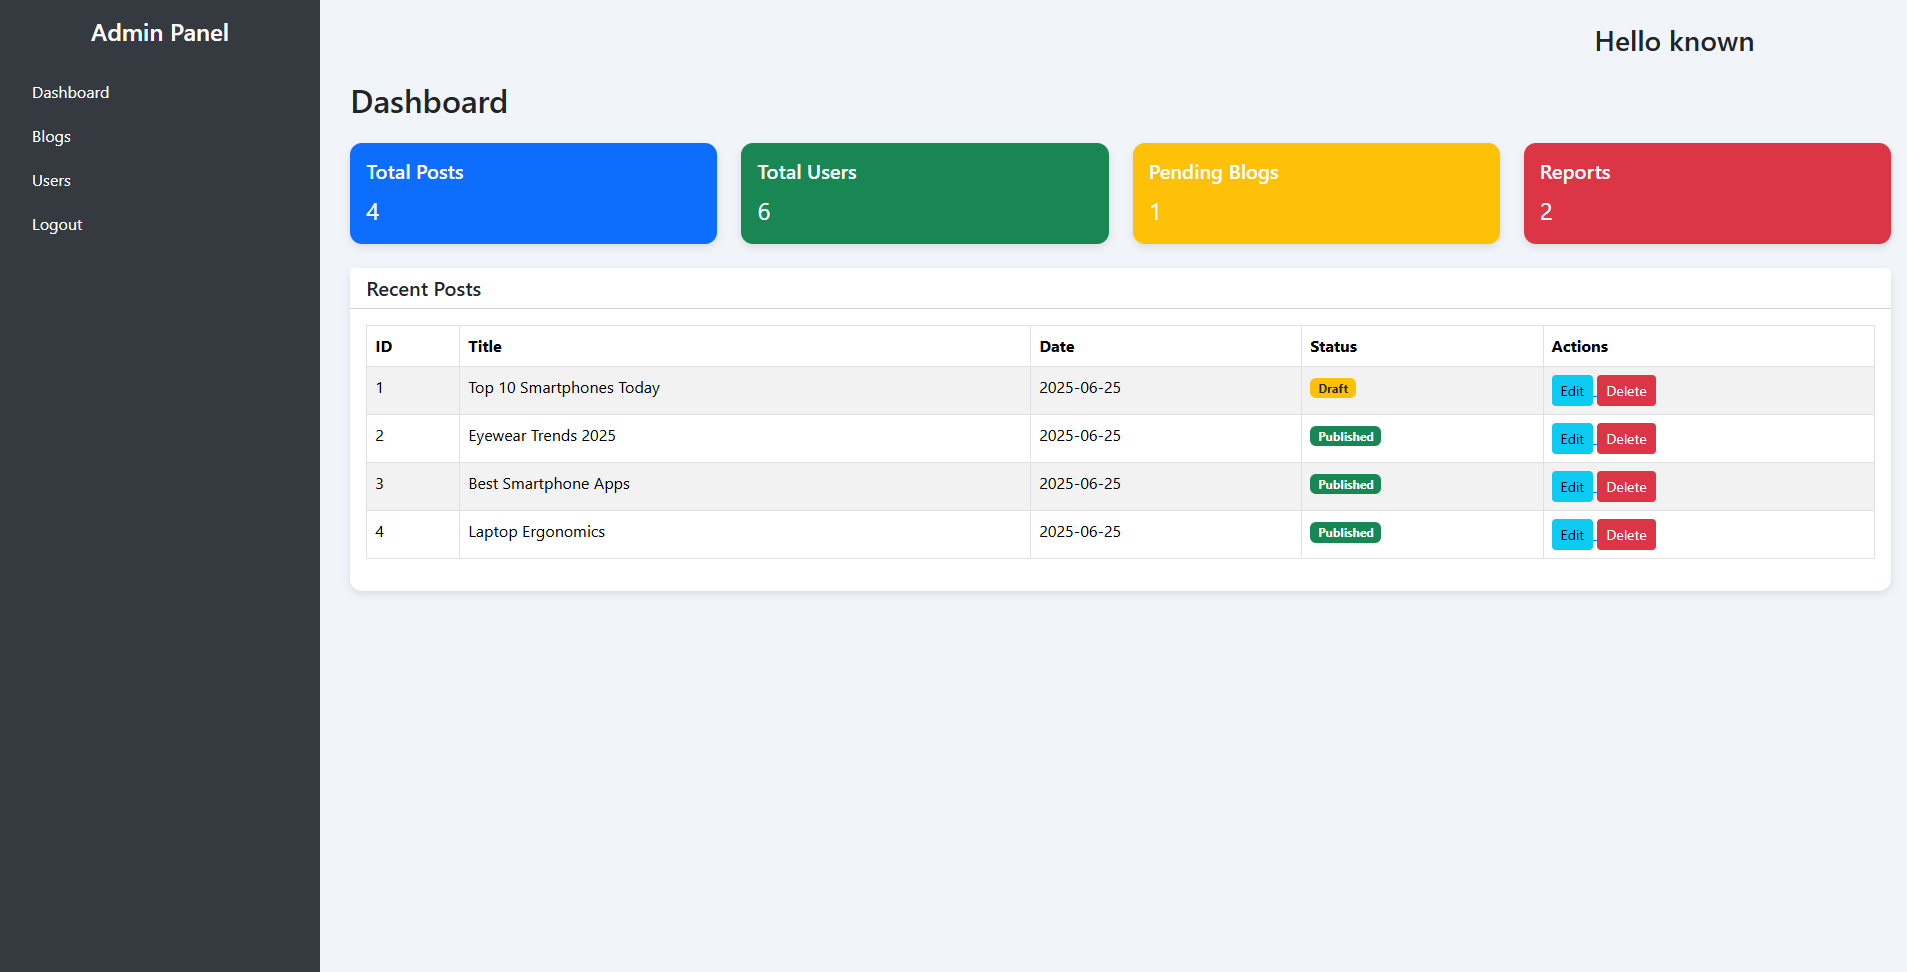 Admin Panel
Dashboard
Blogs
Users
Logout
Hello known
Dashboard
Total Posts
4
Total Users
6
Pending Blogs
1
Reports
2
Recent Posts
ID Title Date Status Actions
1 Top 10 Smartphones Today 2025-06-25 Draft Edit Delete
2 Eyewear Trends 2025 2025-06-25 Published Edit Delete
3 Best Smartphone Apps 2025-06-25 Published Edit Delete
4 Laptop Ergonomics 2025-06-25 Published Edit Delete